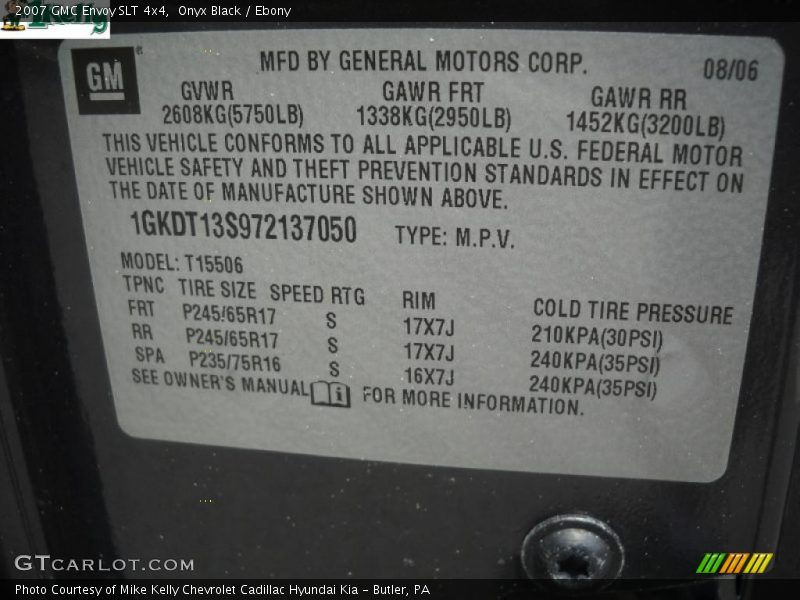 2007 GMC Envoy SLT 4x4, Onyx Black / Ebony
GM
MFD BY GENERAL MOTORS CORP. 08/06
GVWR GAWR FRT GAWR RR
2608KG(5750LB) 1338KG(2950LB) 1452KG(3200LB)
THIS VEHICLE CONFORMS TO ALL APPLICABLE U.S. FEDERAL MOTOR
VEHICLE SAFETY AND THEFT PREVENTION STANDARDS IN EFFECT ON
THE DATE OF MANUFACTURE SHOWN ABOVE.
1GKDT13S972137050 TYPE: M.P.V.
MODEL: T15506
TPNC TIRE SIZE SPEED RTG RIM COLD TIRE PRESSURE
FRT P245/65R17 S 17X7J 210KPA(30PSI)
RR P245/65R17 S 17X7J 240KPA(35PSI)
SPA P235/75R16 S 16X7J 240KPA(35PSI)
SEE OWNER'S MANUAL FOR MORE INFORMATION.
GTCARLOT.COM
Photo Courtesy of Mike Kelly Chevrolet Cadillac Hyundai Kia – Butler, PA